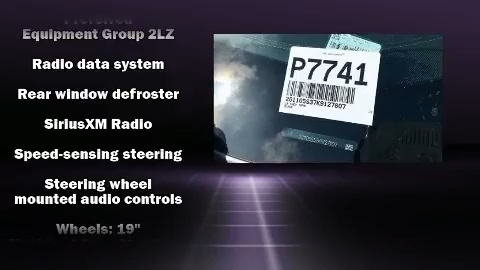 Preferred
Equipment Group 2LZ
Radio data system
Rear window defroster
SiriusXM Radio
Speed-sensing steering
Steering wheel
mounted audio controls
Wheels: 19"
P7741